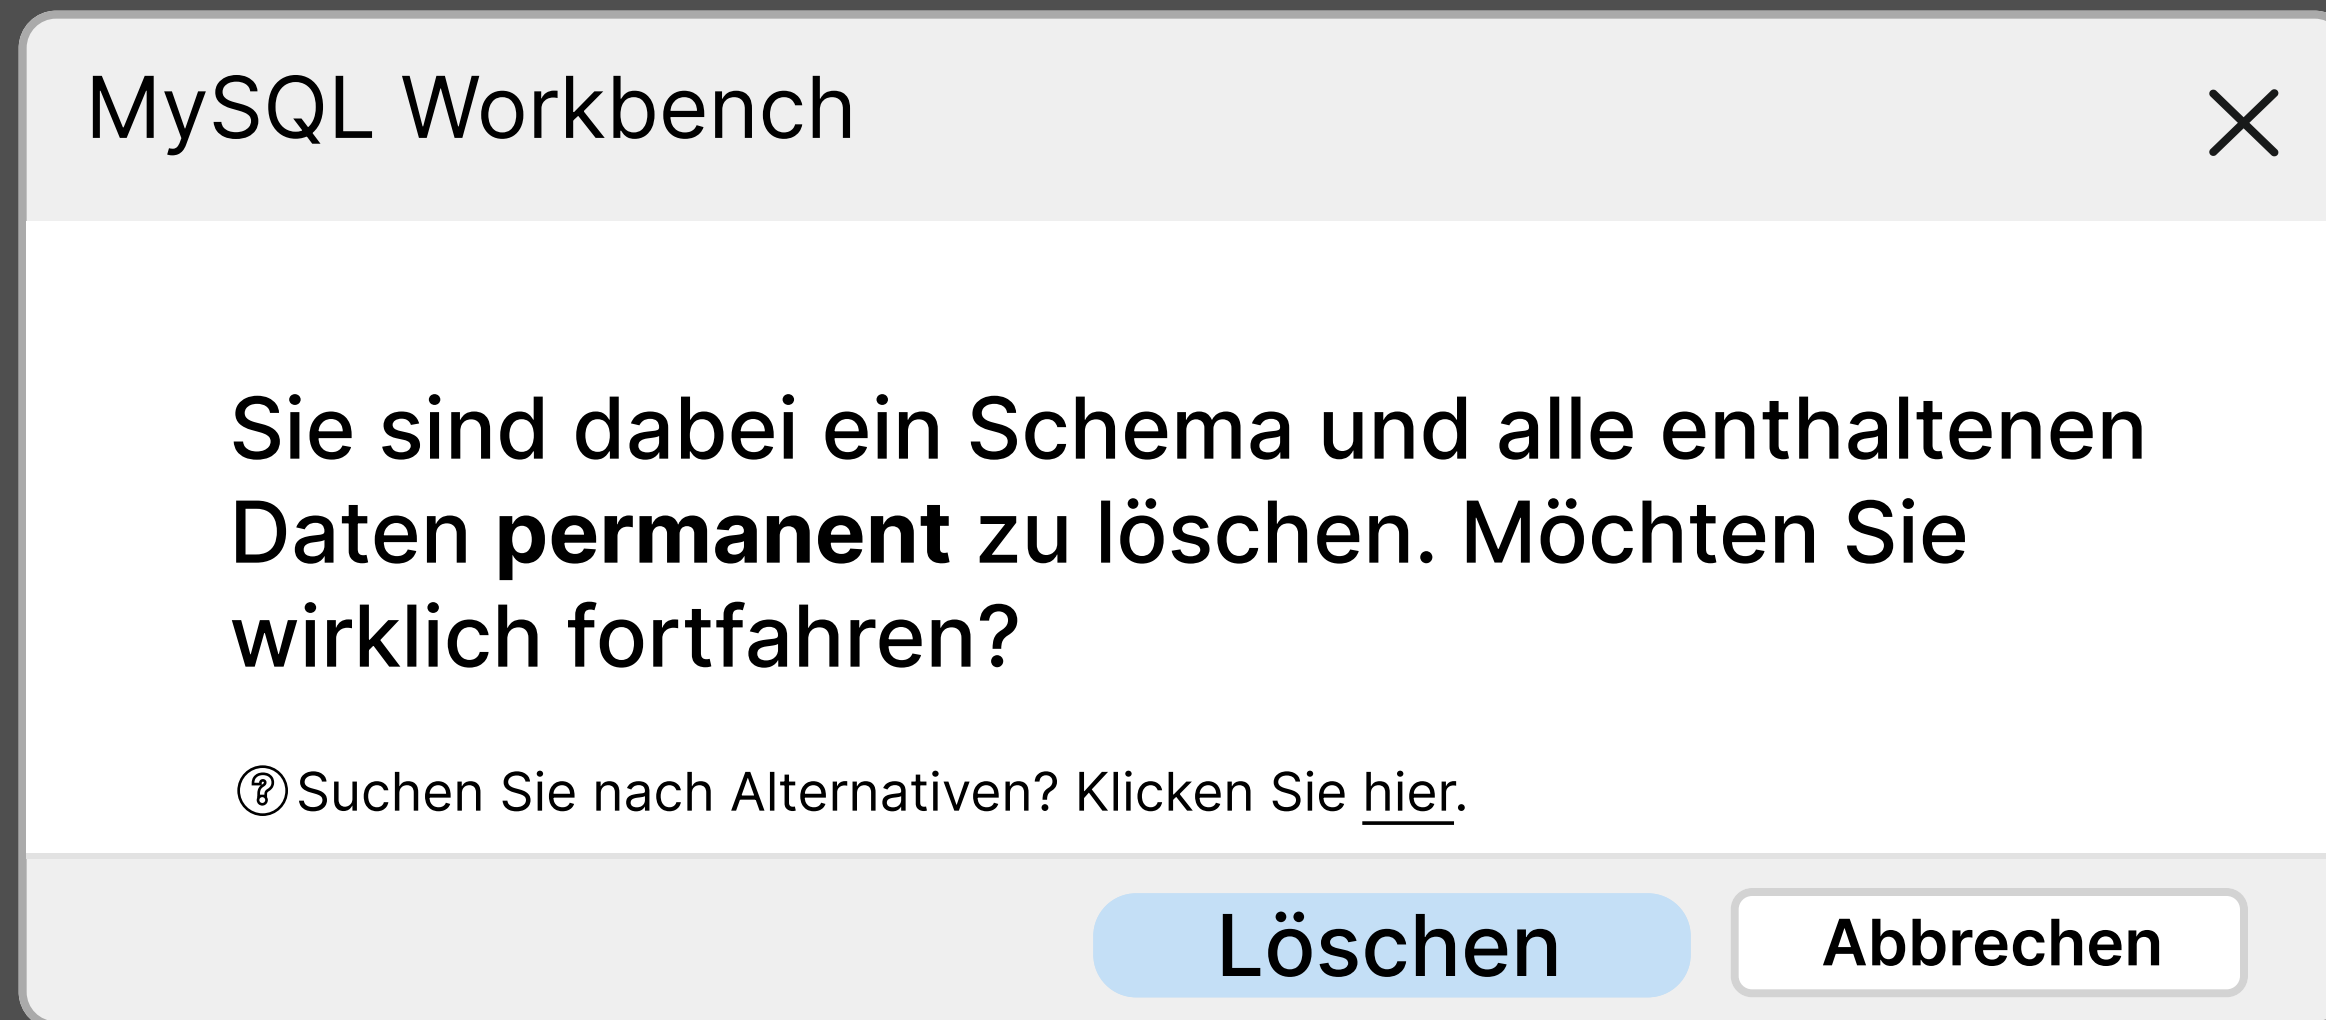 MySQL Workbench
Sie sind dabei ein Schema und alle enthaltenen
Daten permanent zu löschen. Möchten Sie
wirklich fortfahren?
Suchen Sie nach Alternativen? Klicken Sie hier.
Löschen Abbrechen